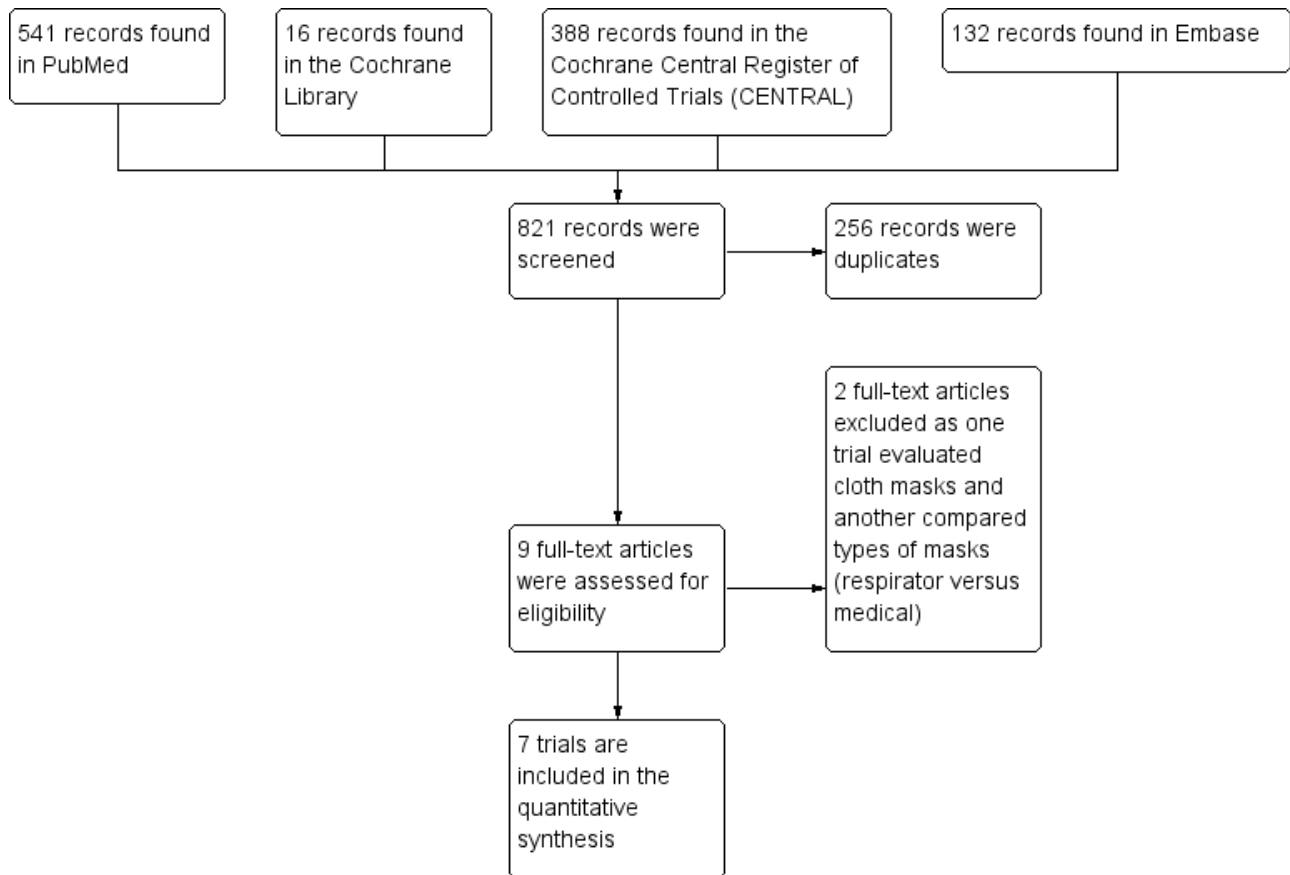 541 records found
in PubMed
16 records found
in the Cochrane
Library
388 records found in the
Cochrane Central Register of
Controlled Trials (CENTRAL)
132 records found in Embase
821 records were
screened
256 records were
duplicates
2 full-text articles
excluded as one
trial evaluated
cloth masks and
another compared
types of masks
(respirator versus
medical)
9 full-text articles
were assessed for
eligibility
7 trials are
included in the
quantitative
synthesis